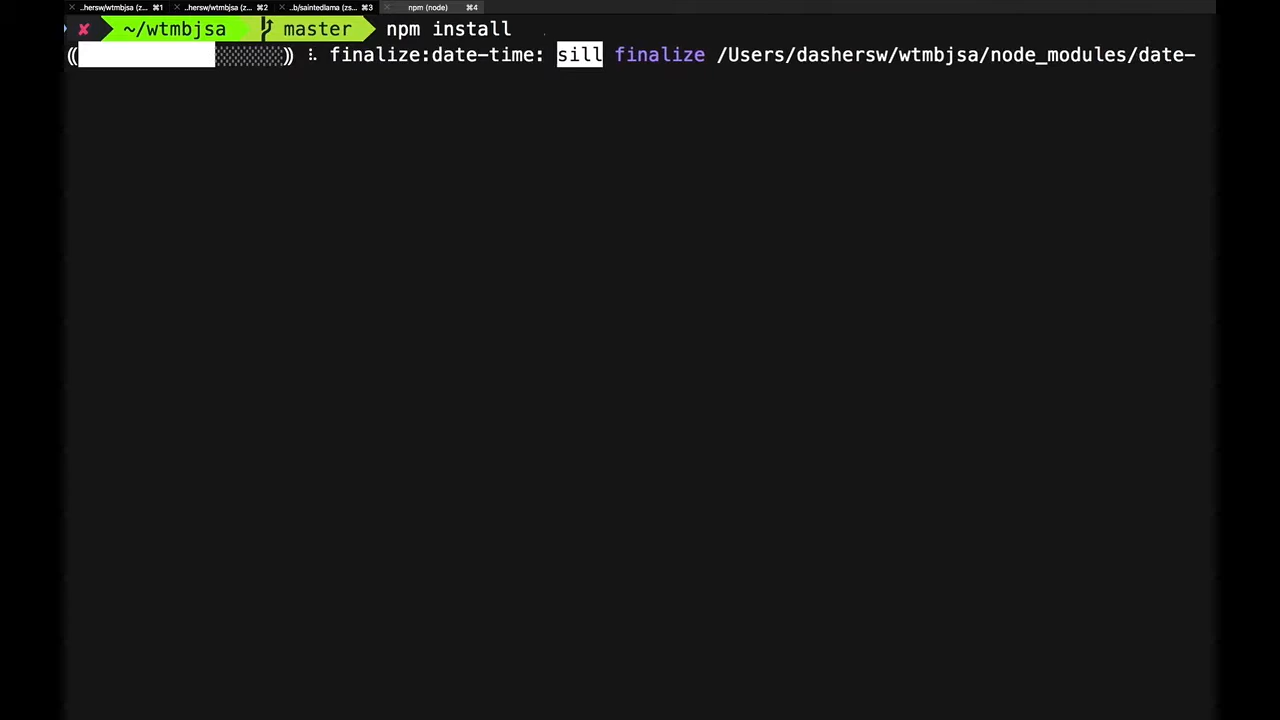 ..hersw/wtmbjsa (z... ⌘1 ..hersw/wtmbjsa (z... ⌘2 ..b/saintedlama (zs... ⌘3 npm (node) ⌘4
✘ ~/wtmbjsa master npm install
finalize:date-time: sill finalize /Users/dashersw/wtmbjsa/node_modules/date-